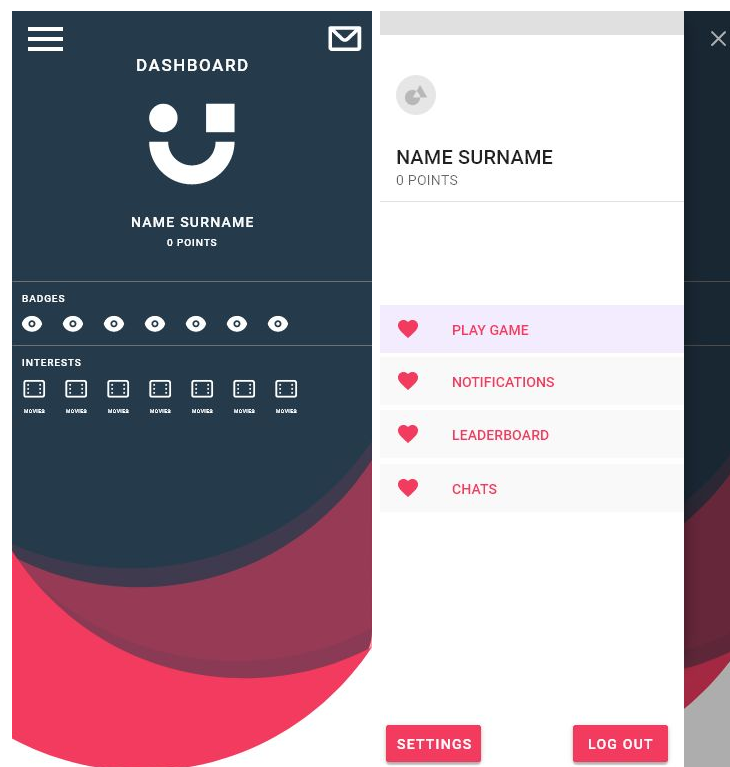 DASHBOARD
NAME SURNAME
0 POINTS
BADGES
INTERESTS
MOVIES MOVIES MOVIES MOVIES MOVIES MOVIES MOVIES
NAME SURNAME
0 POINTS
PLAY GAME
NOTIFICATIONS
LEADERBOARD
CHATS
SETTINGS LOG OUT